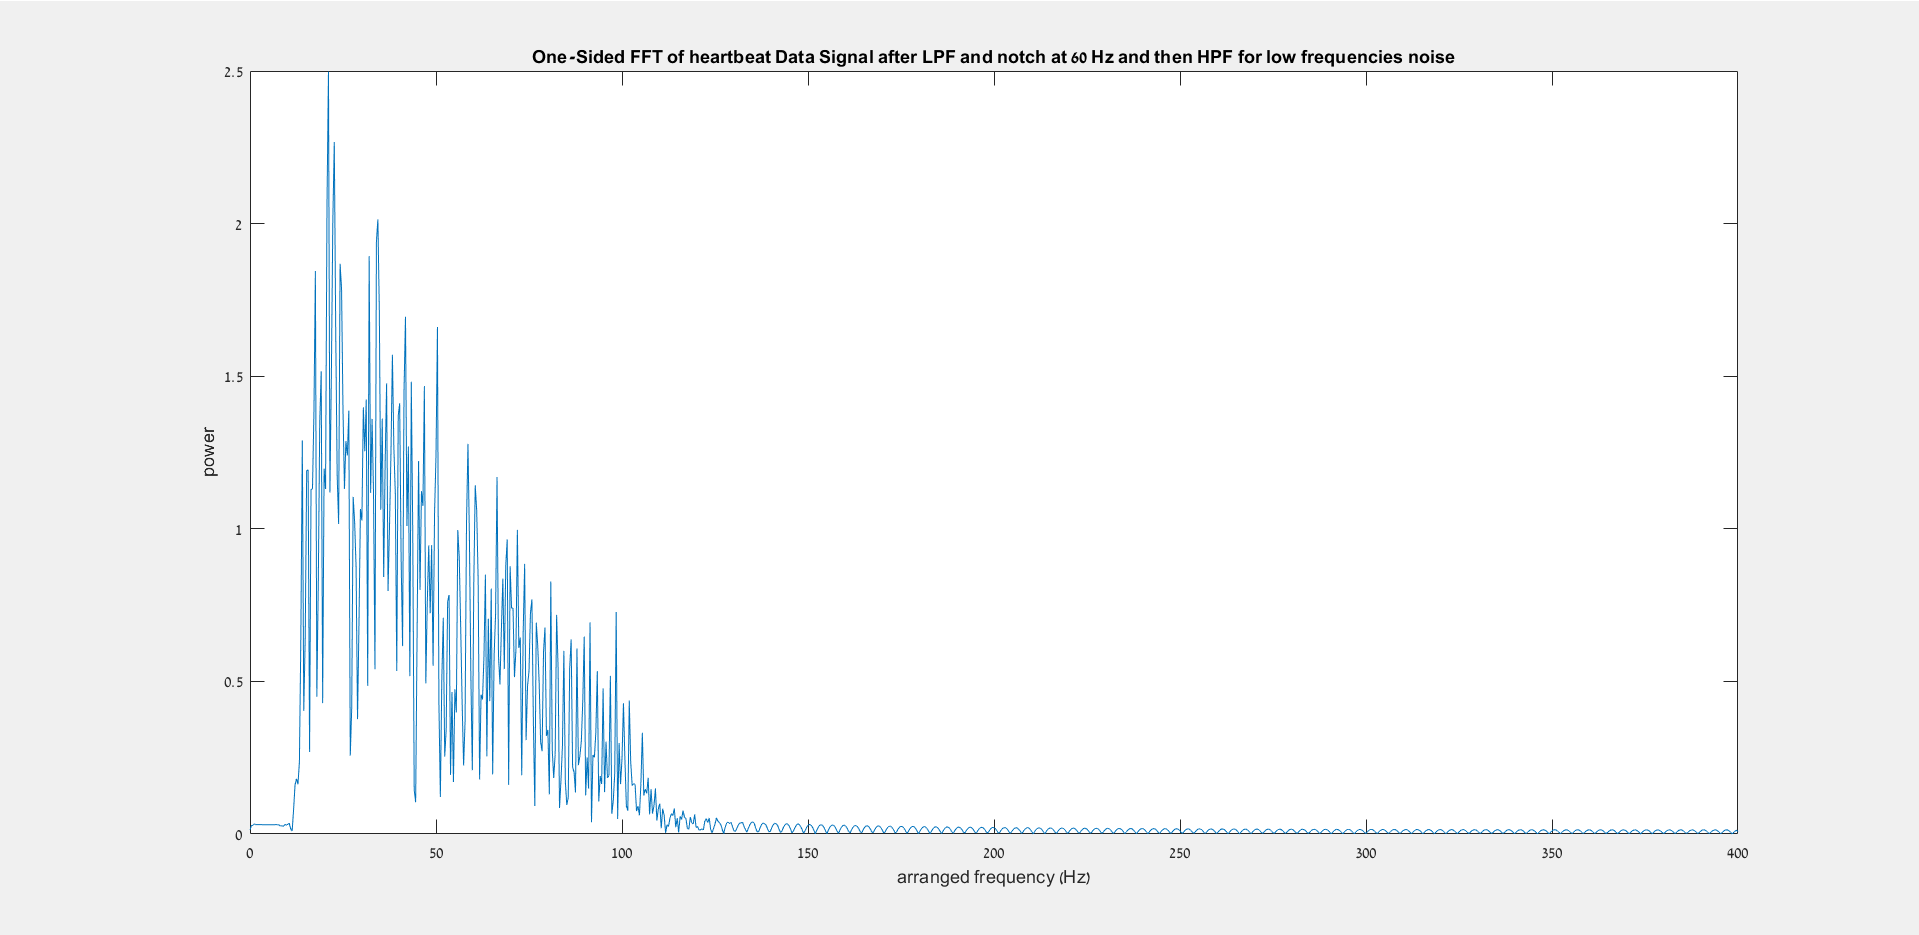 One-Sided FFT of heartbeat Data Signal after LPF and notch at 60 Hz and then HPF for low frequencies noise
2.5
2
1.5
1
0.5
0
power
0 50 100 150 200 250 300 350 400
arranged frequency (Hz)